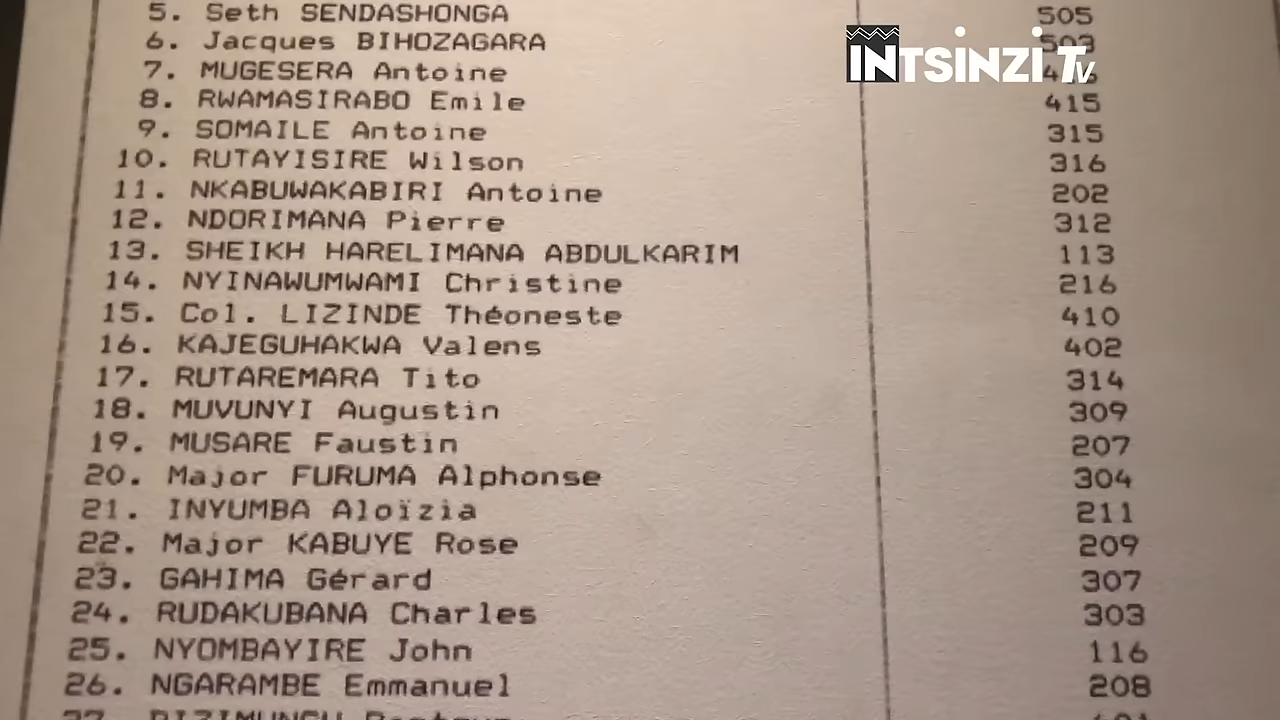 5. Seth SENDASHONGA 505
6. Jacques BIHOZAGARA 503
INTSINZI TV
7. MUGESERA Antoine
8. RWAMASIRABO Emile 415
9. SOMAILE Antoine 315
10. RUTAYISIRE Wilson 316
11. NKABUWAKABIRI Antoine 202
12. NDORIMANA Pierre 312
13. SHEIKH HARELIMANA ABDULKARIM 113
14. NYINAWUMWAMI Christine 216
15. Col. LIZINDE Théoneste 410
16. KAJEGUHAKWA Valens 402
17. RUTAREMARA Tito 314
18. MUVUNYI Augustin 309
19. MUSARE Faustin 207
20. Major FURUMA Alphonse 304
21. INYUMBA Aloïzia 211
22. Major KABUYE Rose 209
23. GAHIMA Gérard 307
24. RUDAKUBANA Charles 303
25. NYOMBAYIRE John 116
26. NGARAMBE Emmanuel 208